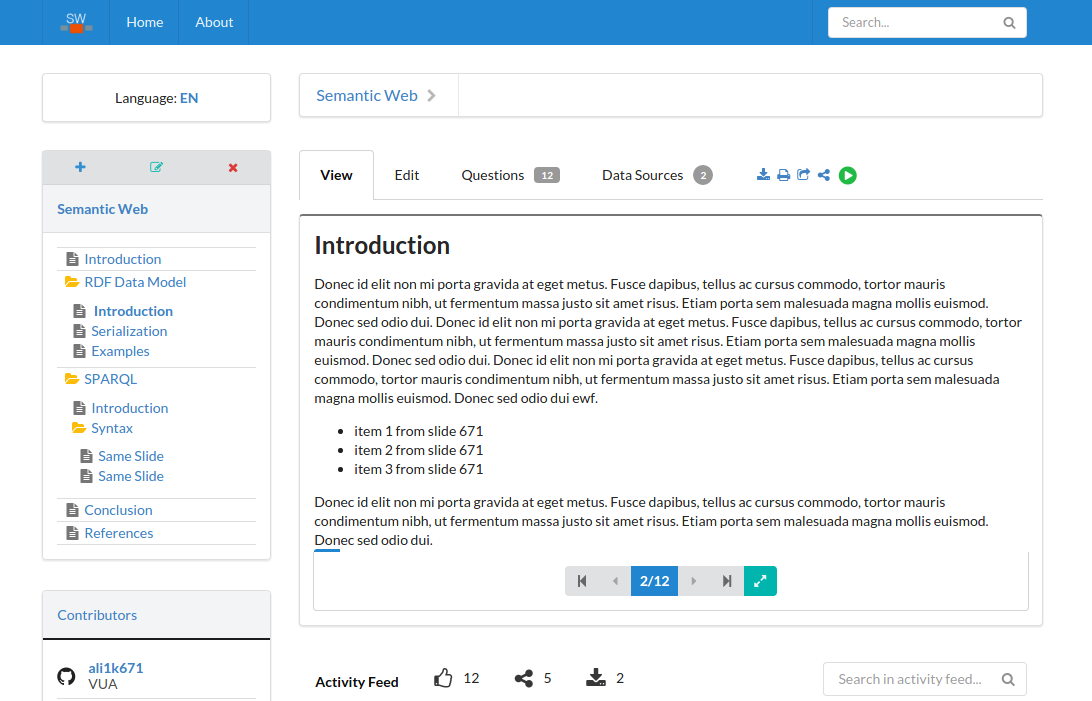 SW
Home
About
Search...
Language: EN
Semantic Web
Semantic Web
Introduction
RDF Data Model
Introduction
Serialization
Examples
SPARQL
Introduction
Syntax
Same Slide
Same Slide
Conclusion
References
Contributors
ali1k671
VUA
View
Edit
Questions 12
Data Sources 2
Introduction
Donec id elit non mi porta gravida at eget metus. Fusce dapibus, tellus ac cursus commodo, tortor mauris
condimentum nibh, ut fermentum massa justo sit amet risus. Etiam porta sem malesuada magna mollis euismod.
Donec sed odio dui. Donec id elit non mi porta gravida at eget metus. Fusce dapibus, tellus ac cursus commodo, tortor
mauris condimentum nibh, ut fermentum massa justo sit amet risus. Etiam porta sem malesuada magna mollis
euismod. Donec sed odio dui. Donec id elit non mi porta gravida at eget metus. Fusce dapibus, tellus ac cursus
commodo, tortor mauris condimentum nibh, ut fermentum massa justo sit amet risus. Etiam porta sem malesuada
magna mollis euismod. Donec sed odio dui ewf.
item 1 from slide 671
item 2 from slide 671
item 3 from slide 671
Donec id elit non mi porta gravida at eget metus. Fusce dapibus, tellus ac cursus commodo, tortor mauris
condimentum nibh, ut fermentum massa justo sit amet risus. Etiam porta sem malesuada magna mollis euismod.
Donec sed odio dui.
2/12
Activity Feed
12
5
2
Search in activity feed...